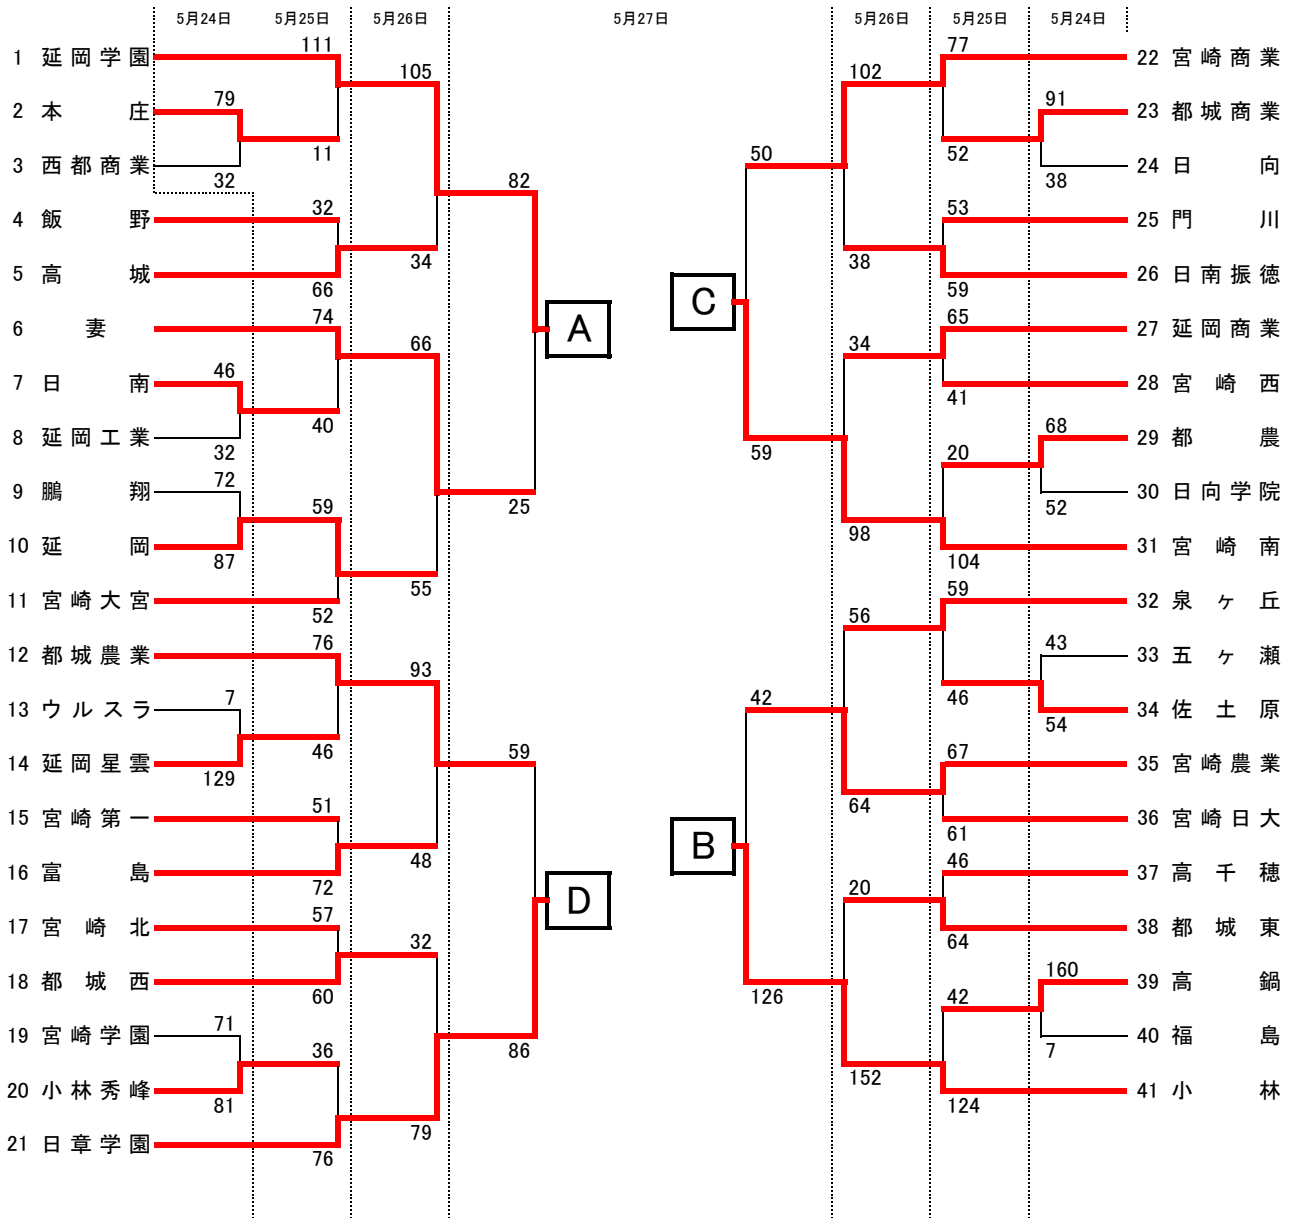 5月24日 5月25日 5月26日 5月27日 5月26日 5月25日 5月24日
1 延岡学園 111
105
2 本庄 79
11
3 西都商業 32
82
4 飯野 32
34
5 高城 66
6 妻 74
66
7 日南 46
40
8 延岡工業 32
9 鵬翔 72
59
25
10 延岡 87
55
11 宮崎大宮 52
A
12 都城農業 76
93
13 ウルスラ 7
46
14 延岡星雲 129
59
15 宮崎第一 51
48
16 富島 72
17 宮崎北 57
32
18 都城西 60
19 宮崎学園 71
36
86
20 小林秀峰 81
79
21 日章学園 76
D
77 22 宮崎商業
102
91 23 都城商業
52
38 24 日向
50
53 25 門川
38
59 26 日南振徳
C
65 27 延岡商業
34
41 28 宮崎西
68 29 都農
20
59
52 30 日向学院
98
104 31 宮崎南
59 32 泉ヶ丘
56
43 33 五ヶ瀬
46
54 34 佐土原
42
67 35 宮崎農業
64
61 36 宮崎日大
B
46 37 高千穂
20
64 38 都城東
160 39 高鍋
42
126
7 40 福島
152
124 41 小林